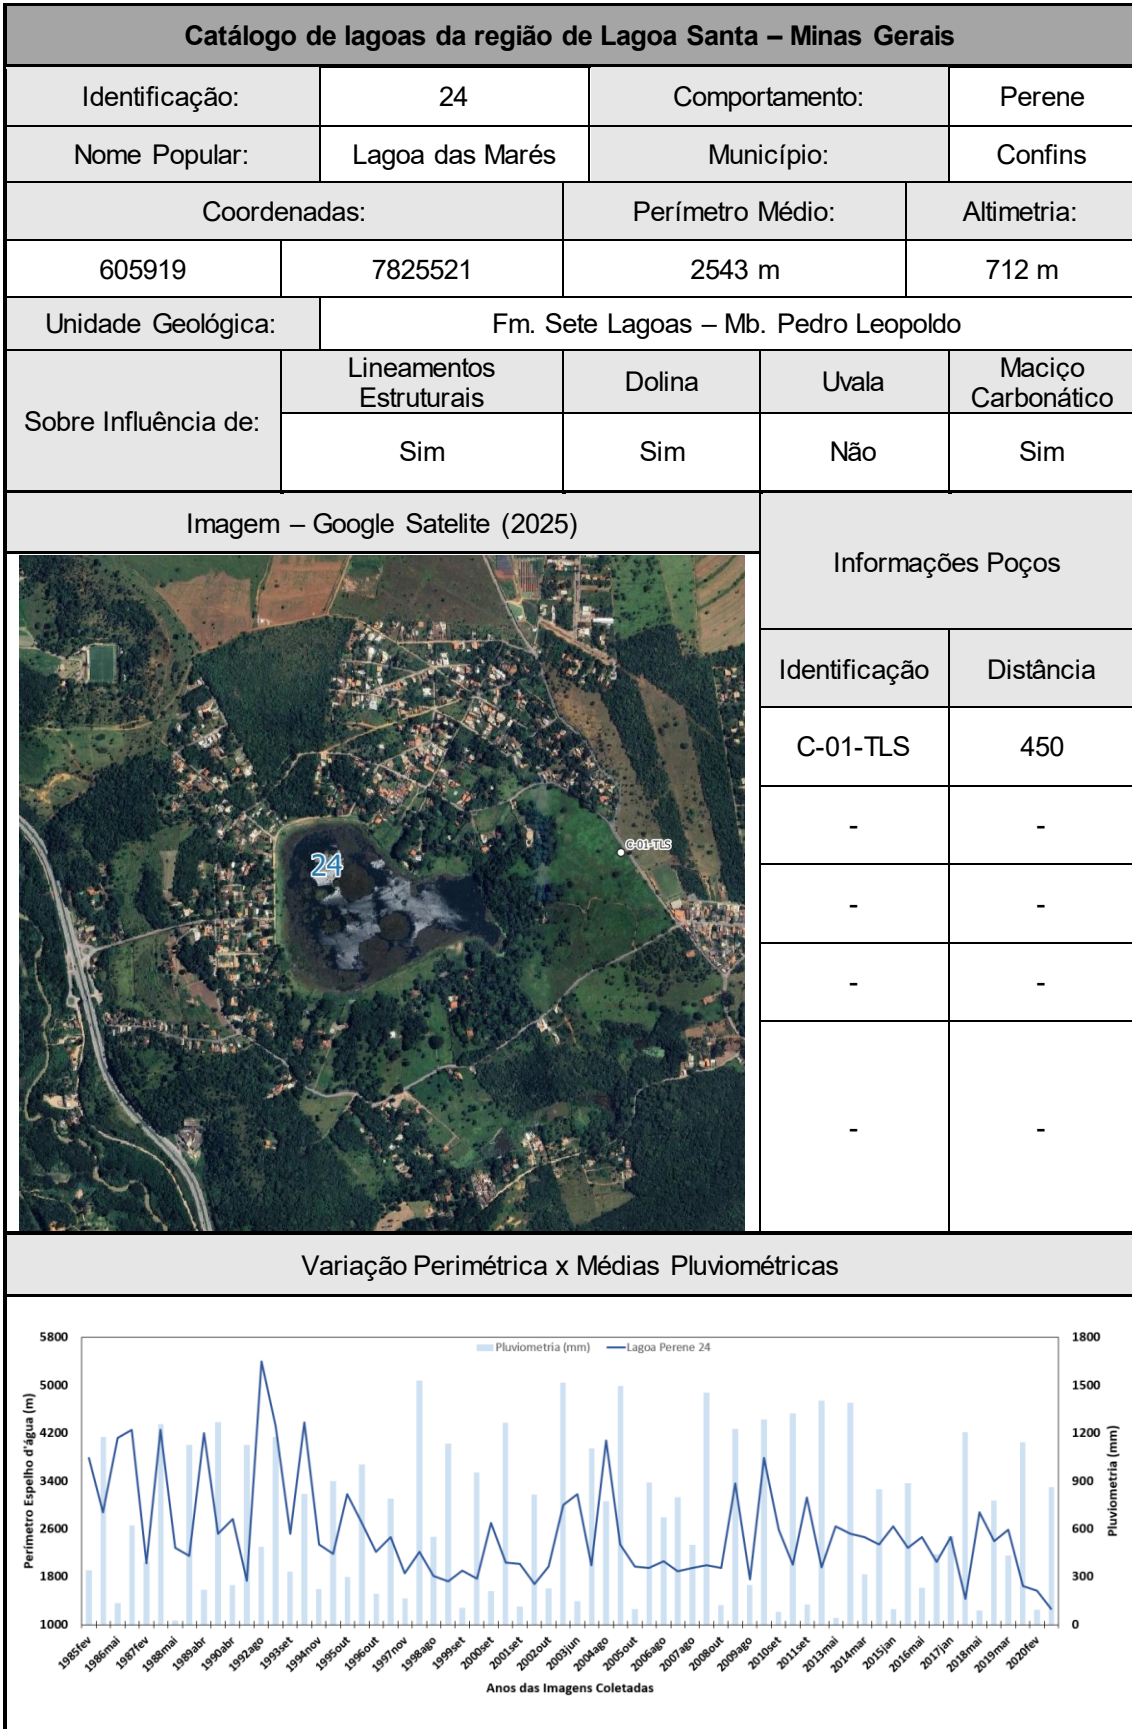 Catálogo de lagoas da região de Lagoa Santa – Minas Gerais
Identificação: 24 Comportamento: Perene
Nome Popular: Lagoa das Marés Município: Confins
Coordenadas: Perímetro Médio: Altimetria:
605919 7825521 2543 m 712 m
Unidade Geológica: Fm. Sete Lagoas – Mb. Pedro Leopoldo
Sobre Influência de:
Lineamentos Estruturais Dolina Uvala Maciço Carbonático
Sim Sim Não Sim
Imagem – Google Satelite (2025)
Informações Poços
Identificação Distância
C-01-TLS 450
- -
- -
- -
- -
24
C-01-TLS
Variação Perimétrica x Médias Pluviométricas
Pluviometria (mm) Lagoa Perene 24
Perímetro Espelho d'água (m)
5800
5000
4200
3400
2600
1800
1000
1800
1500
1200
900
600
300
0
Pluviometria (mm)
1985fev 1986mai 1987fev 1988mai 1989abr 1990abr 1992ago 1993set 1994nov 1995out 1996out 1997nov 1998ago 1999set 2000set 2001set 2002out 2003jun 2004ago 2005out 2006ago 2007ago 2008out 2009ago 2010set 2011set 2013mai 2014mar 2015jan 2016mai 2017jan 2018mai 2019mar 2020fev
Anos das Imagens Coletadas